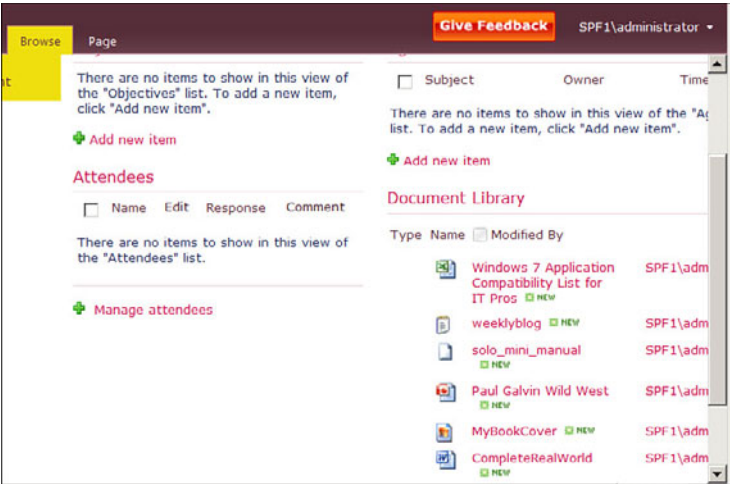 Give Feedback
SPF1\administrator
Browse
Page
There are no items to show in this view of
the "Objectives" list. To add a new item,
click "Add new item".
Add new item
Attendees
Name Edit Response Comment
There are no items to show in this view of
the "Attendees" list.
Manage attendees
Subject Owner Time
There are no items to show in this view of the "Ag
list. To add a new item, click "Add new item".
Add new item
Document Library
Type Name Modified By
Windows 7 Application SPF1\adm
Compatibility List for
IT Pros NEW
weeklyblog NEW SPF1\adm
solo_mini_manual SPF1\adm
NEW
Paul Galvin Wild West SPF1\adm
NEW
MyBookCover NEW SPF1\adm
CompleteRealWorld SPF1\adm
NEW